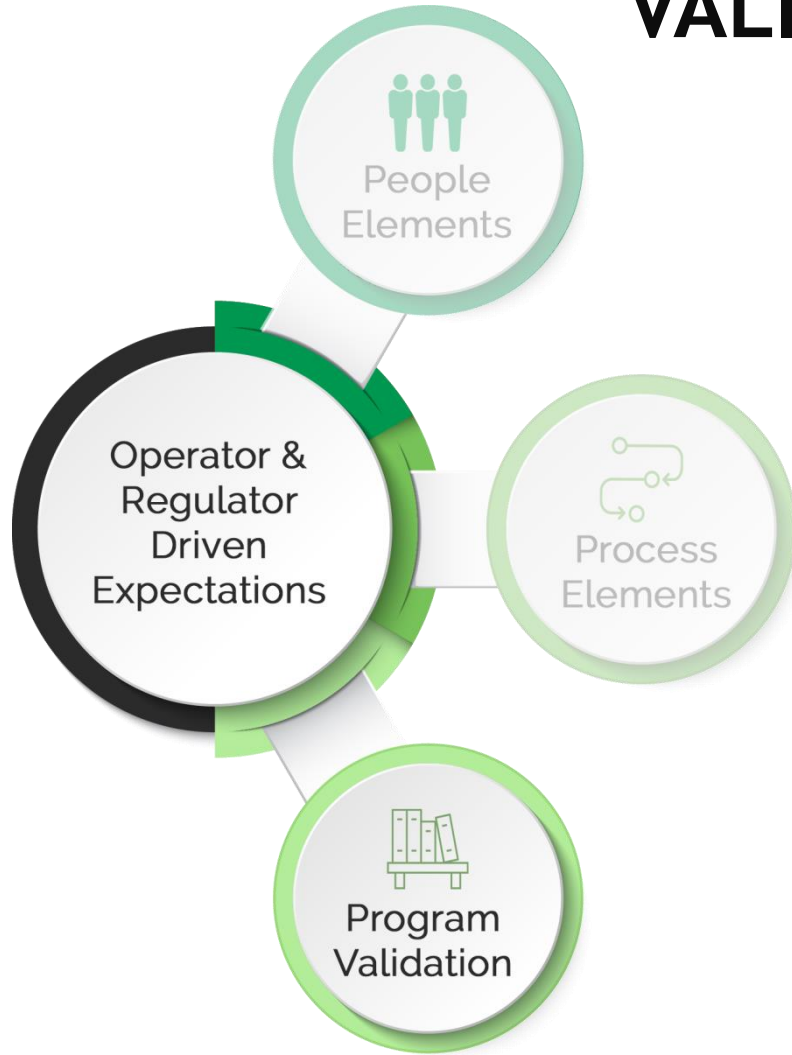 People
Elements
Operator &
Regulator
Driven
Expectations
Process
Elements
Program
Validation